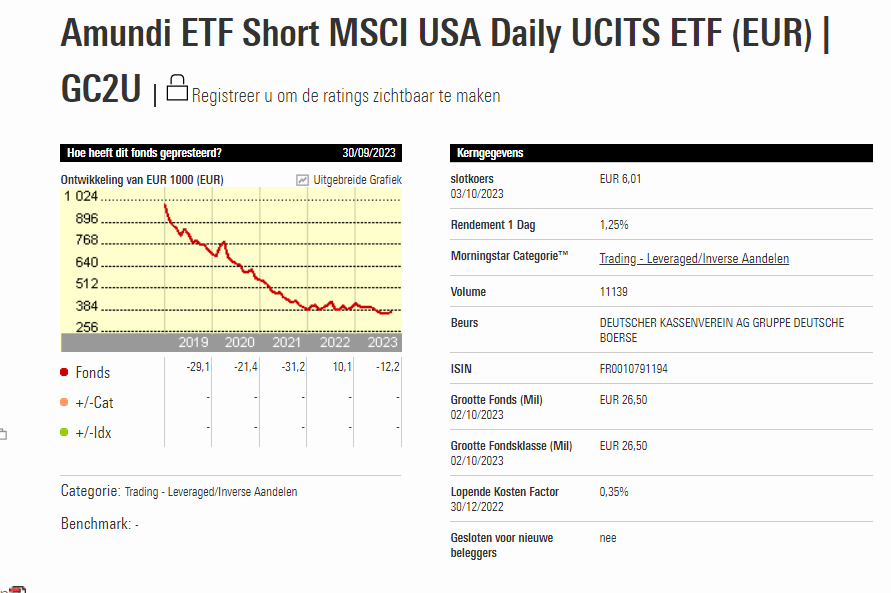 Amundi ETF Short MSCI USA Daily UCITS ETF (EUR) |
GC2U | Registreer u om de ratings zichtbaar te maken
Hoe heeft dit fonds gepresteerd? 30/09/2023
Ontwikkeling van EUR 1000 (EUR) Uitgebreide Grafiek
1 024
896
768
640
512
384
256
2019 2020 2021 2022 2023
Fonds -29,1 -21,4 -31,2 10,1 -12,2
+/-Cat - - - - -
+/-Idx - - - - -
Categorie: Trading - Leveraged/Inverse Aandelen
Benchmark: -
Kerngegevens
slotkoers EUR 6,01
03/10/2023
Rendement 1 Dag 1,25%
Morningstar Categorie™ Trading - Leveraged/Inverse Aandelen
Volume 11139
Beurs DEUTSCHER KASSENVEREIN AG GRUPPE DEUTSCHE
BOERSE
ISIN FR0010791194
Grootte Fonds (Mil) EUR 26,50
02/10/2023
Grootte Fondsklasse (Mil) EUR 26,50
02/10/2023
Lopende Kosten Factor 0,35%
30/12/2022
Gesloten voor nieuwe nee
beleggers